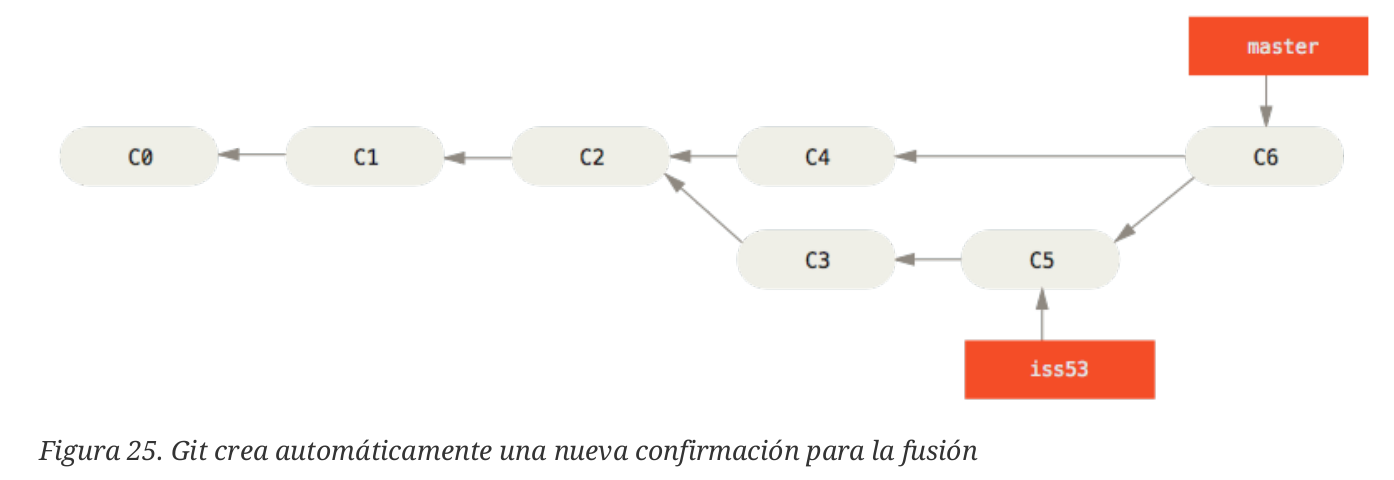 master
C0 C1 C2 C4 C6
C3 C5
iss53
Figura 25. Git crea automáticamente una nueva confirmación para la fusión